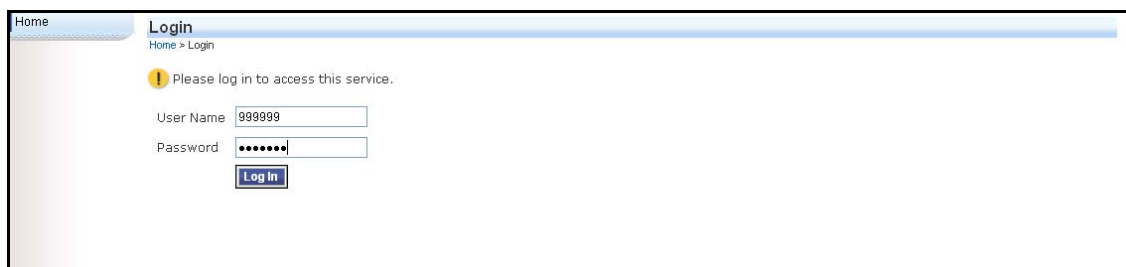 Home
Login
Home > Login
! Please log in to access this service.
User Name 999999
Password •••••••
Log In